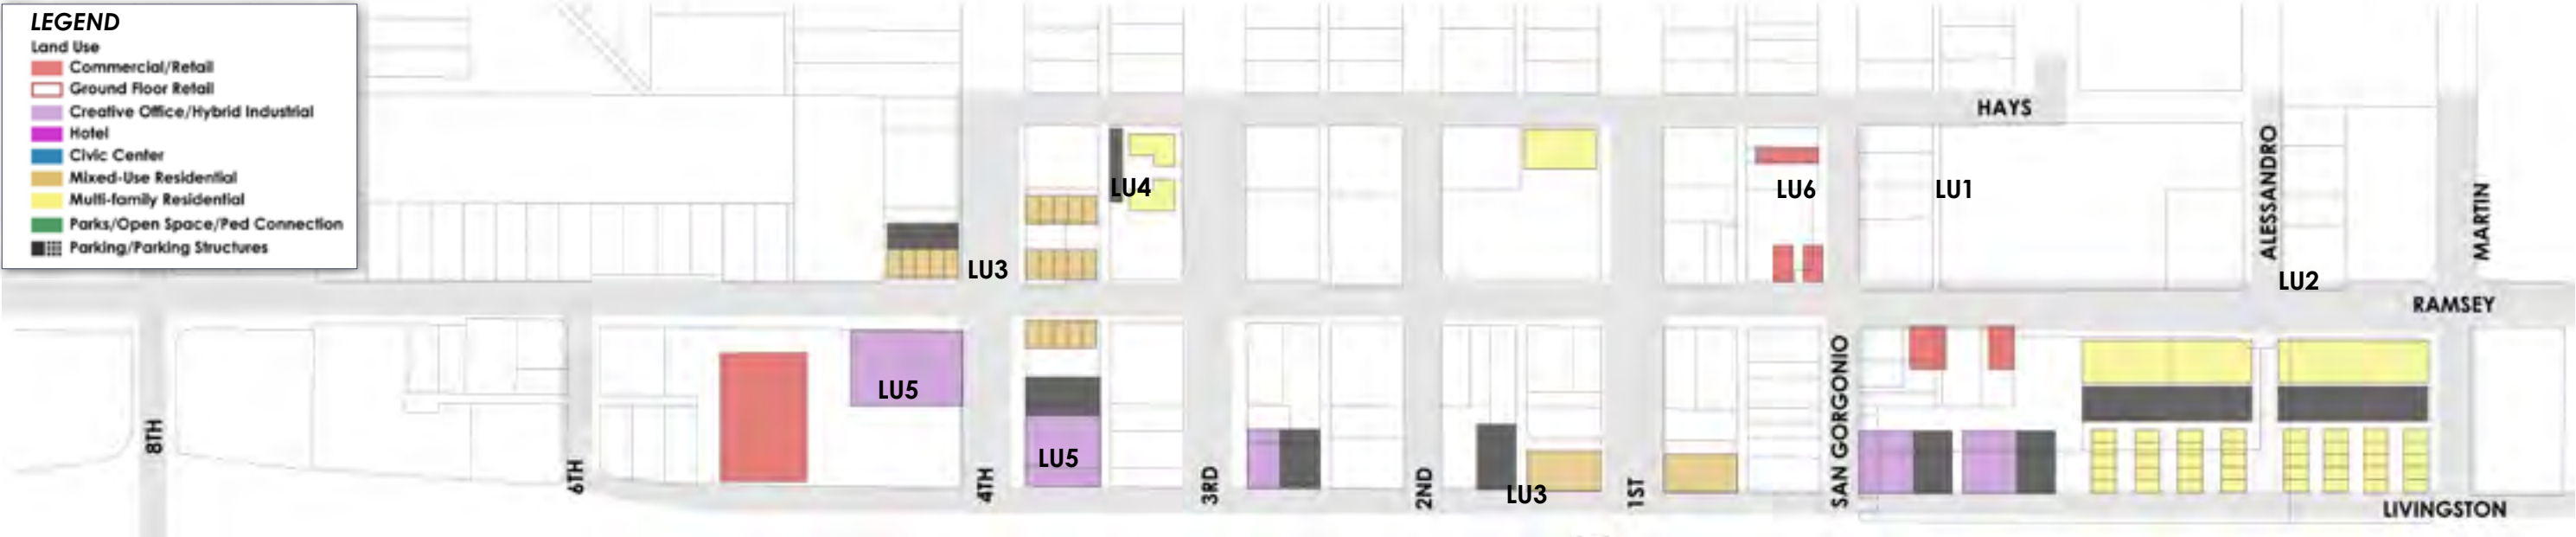 LEGEND
Land Use
Commercial/Retail
Ground Floor Retail
Creative Office/Hybrid Industrial
Hotel
Civic Center
Mixed-Use Residential
Multi-family Residential
Parks/Open Space/Ped Connection
Parking/Parking Structures
HAYS
LU4
LU6
LU1
ALESSANDRO
MARTIN
LU3
LU2
RAMSEY
LU5
8TH
6TH
4TH
LU5
3RD
2ND
LU3
1ST
SAN GORGONIO
LIVINGSTON